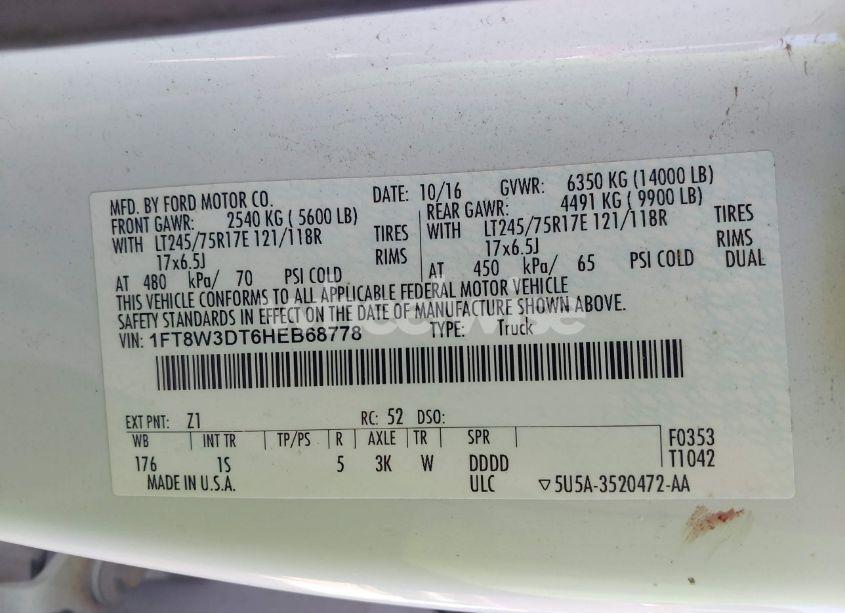 MFD. BY FORD MOTOR CO. DATE: 10/16 GVWR: 6350 KG (14000 LB)
FRONT GAWR: 2540 KG ( 5600 LB) REAR GAWR: 4491 KG ( 9900 LB)
WITH LT245/75R17E 121/118R TIRES WITH LT245/75R17E 121/118R TIRES
17x6.5J RIMS 17x6.5J RIMS
AT 480 kPa/ 70 PSI COLD AT 450 kPa/ 65 PSI COLD DUAL
THIS VEHICLE CONFORMS TO ALL APPLICABLE FEDERAL MOTOR VEHICLE
SAFETY STANDARDS IN EFFECT ON THE DATE OF MANUFACTURE SHOWN ABOVE.
VIN: 1FT8W3DT6HEB68778 TYPE: Truck
EXT PNT: Z1 RC: 52 DSO:
WB INT TR TP/PS R AXLE TR SPR F0353
176 1S 5 3K W DDDD T1042
MADE IN U.S.A. ULC ▽5U5A-3520472-AA